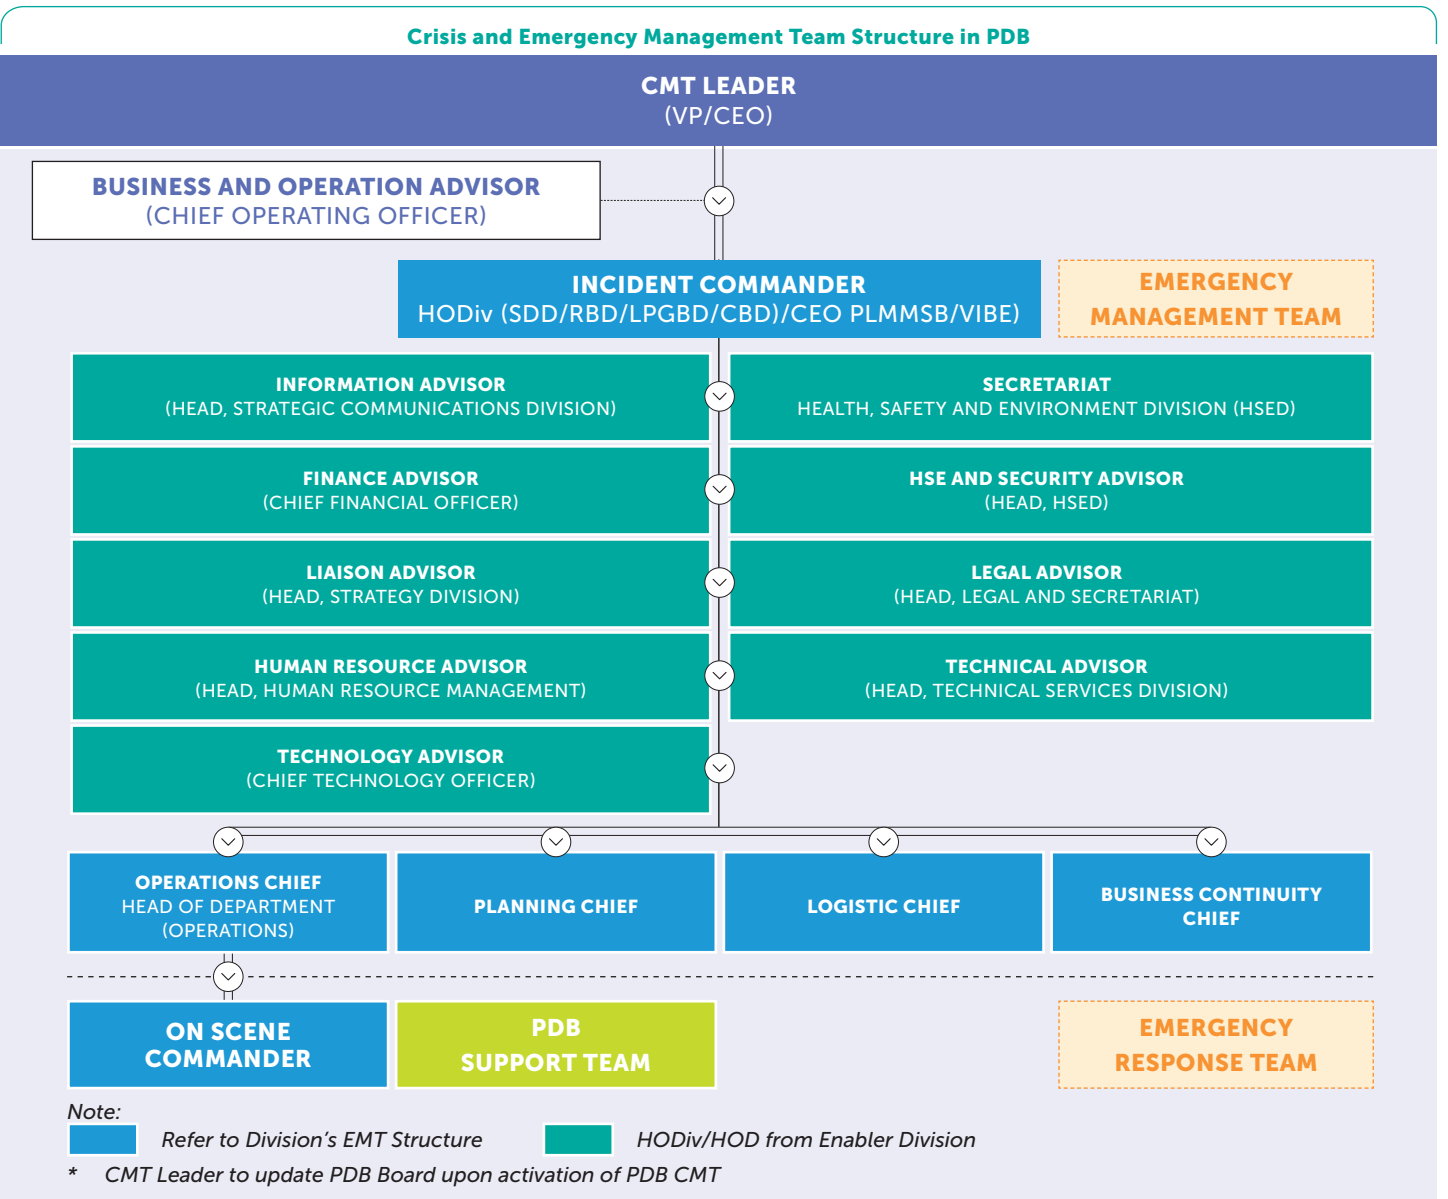 Crisis and Emergency Management Team Structure in PDB
CMT LEADER
(VP/CEO)
BUSINESS AND OPERATION ADVISOR
(CHIEF OPERATING OFFICER)
INCIDENT COMMANDER
HODiv (SDD/RBD/LPGBD/CBD)/CEO PLMMSB/VIBE)
EMERGENCY
MANAGEMENT TEAM
INFORMATION ADVISOR
(HEAD, STRATEGIC COMMUNICATIONS DIVISION)
SECRETARIAT
HEALTH, SAFETY AND ENVIRONMENT DIVISION (HSED)
FINANCE ADVISOR
(CHIEF FINANCIAL OFFICER)
HSE AND SECURITY ADVISOR
(HEAD, HSED)
LIAISON ADVISOR
(HEAD, STRATEGY DIVISION)
LEGAL ADVISOR
(HEAD, LEGAL AND SECRETARIAT)
HUMAN RESOURCE ADVISOR
(HEAD, HUMAN RESOURCE MANAGEMENT)
TECHNICAL ADVISOR
(HEAD, TECHNICAL SERVICES DIVISION)
TECHNOLOGY ADVISOR
(CHIEF TECHNOLOGY OFFICER)
OPERATIONS CHIEF
HEAD OF DEPARTMENT
(OPERATIONS)
PLANNING CHIEF
LOGISTIC CHIEF
BUSINESS CONTINUITY
CHIEF
ON SCENE
COMMANDER
PDB
SUPPORT TEAM
EMERGENCY
RESPONSE TEAM
Note:
Refer to Division's EMT Structure
HODiv/HOD from Enabler Division
* CMT Leader to update PDB Board upon activation of PDB CMT